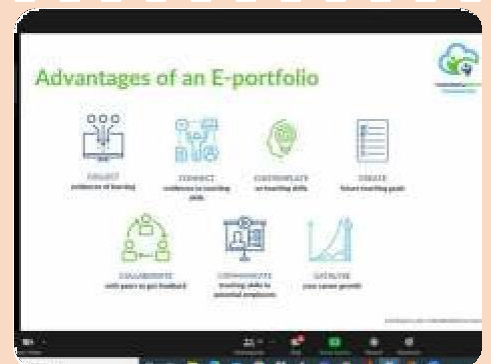 Advantages of an E-portfolio
COLLECT
evidence of learning
CONNECT
evidence to teaching
skills
CONTEMPLATE
on teaching skills
CREATE
future teaching goals
COLLABORATE
with peers to get feedback
COMMUNICATE
teaching skills to
potential employers
CATALYSE
your career growth